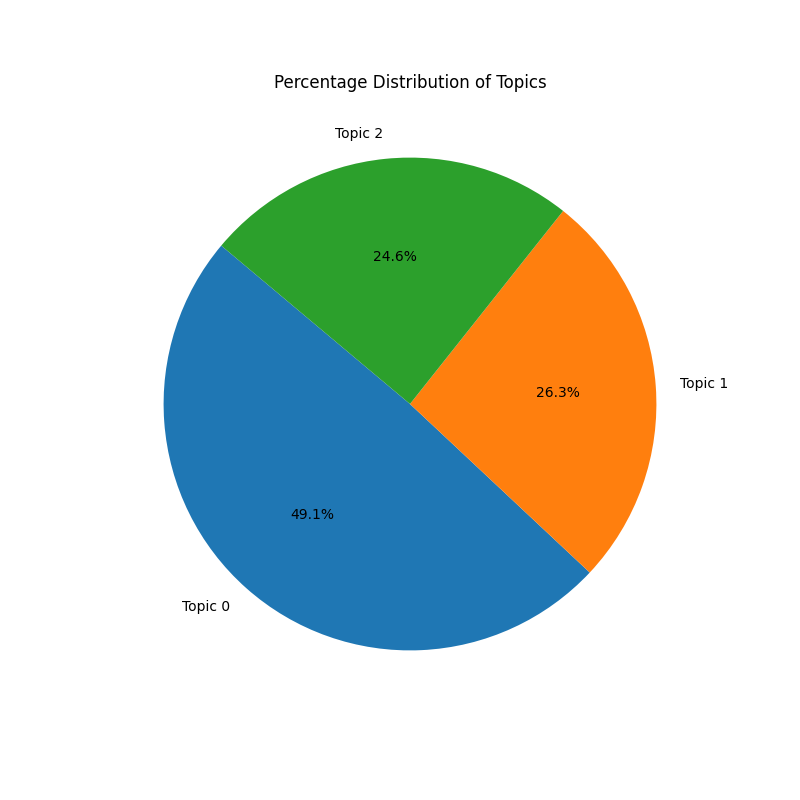 Percentage Distribution of Topics
Topic 2
24.6%
26.3%
Topic 1
49.1%
Topic 0